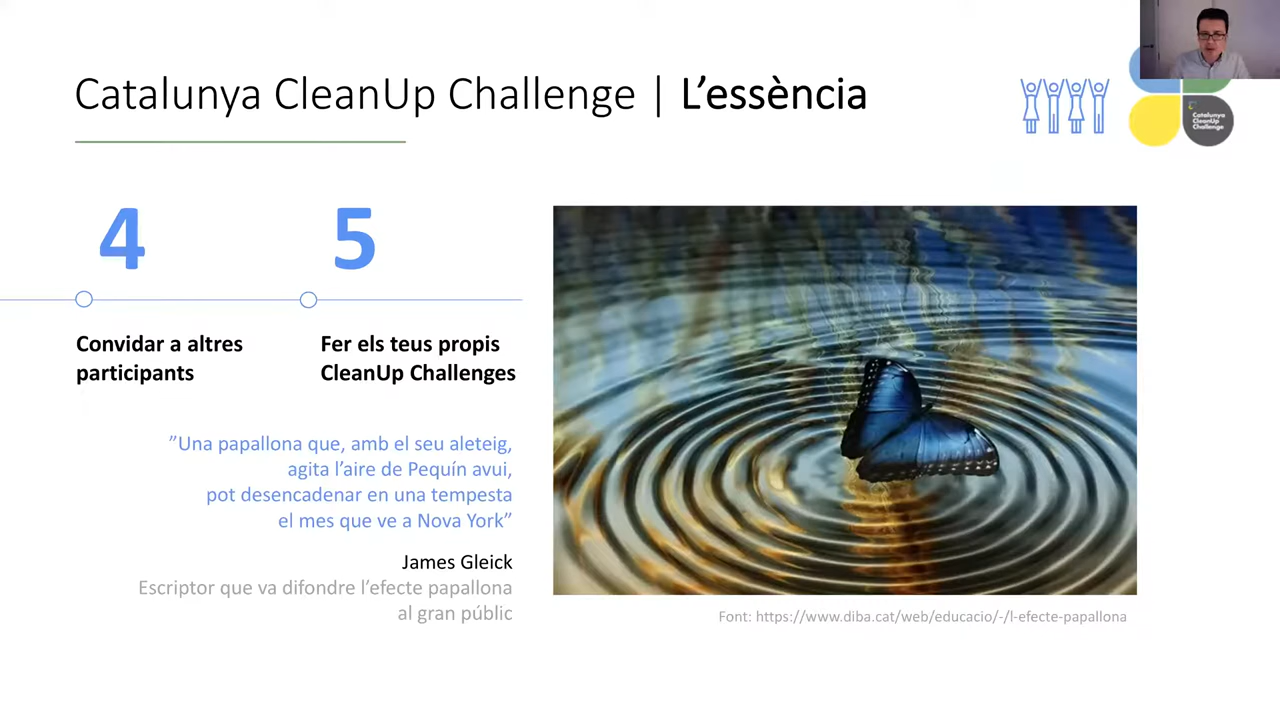 Catalunya CleanUp Challenge | L’essència
Catalunya
CleanUp
Challenge
4
5
Convidar a altres
participants
Fer els teus propis
CleanUp Challenges
”Una papallona que, amb el seu aleteig,
agita l’aire de Pequín avui,
pot desencadenar en una tempesta
el mes que ve a Nova York”
James Gleick
Escriptor que va difondre l’efecte papallona
al gran públic
Font: https://www.diba.cat/web/educacio/-/l-efecte-papallona